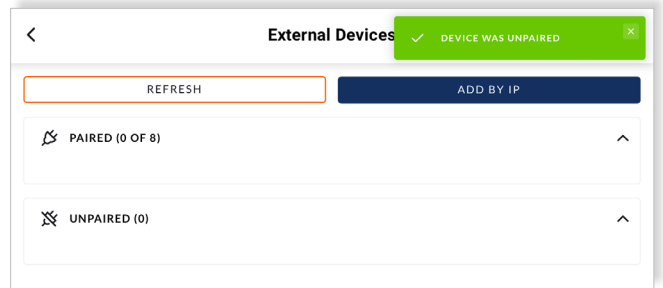 External Devices
DEVICE WAS UNPAIRED
REFRESH
ADD BY IP
PAIRED (0 OF 8)
UNPAIRED (0)